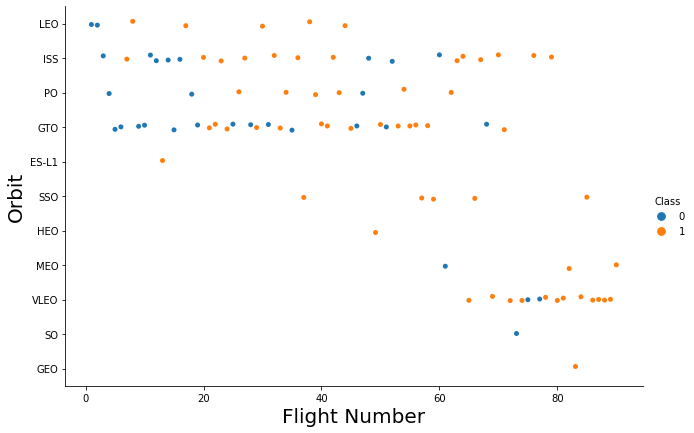 LEO
ISS
PO
GTO
ES-L1
SSO
HEO
MEO
VLEO
SO
GEO
Orbit
0 20 40 60 80
Flight Number
Class
0
1